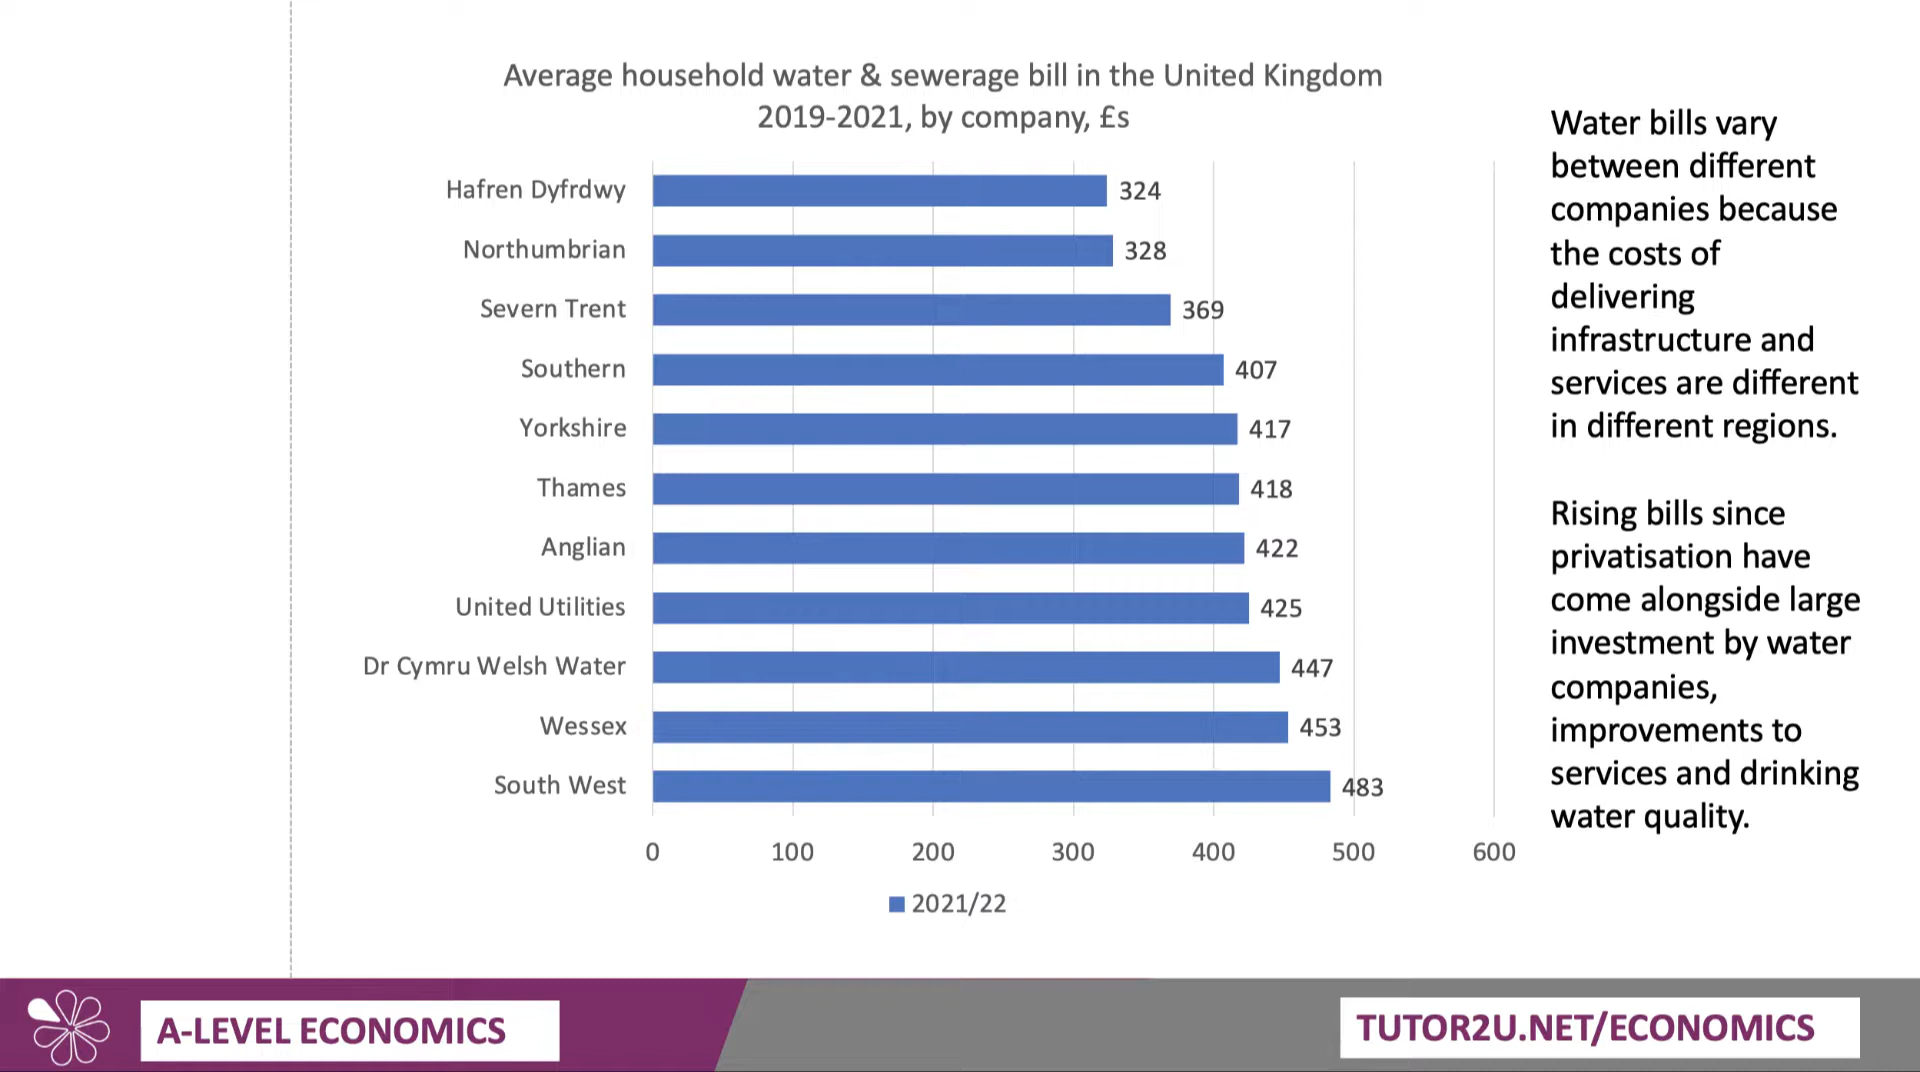 Average household water & sewerage bill in the United Kingdom
2019-2021, by company, £s
Hafren Dyfrdwy 324
Northumbrian 328
Severn Trent 369
Southern 407
Yorkshire 417
Thames 418
Anglian 422
United Utilities 425
Dr Cymru Welsh Water 447
Wessex 453
South West 483
0 100 200 300 400 500 600
2021/22
Water bills vary
between different
companies because
the costs of
delivering
infrastructure and
services are different
in different regions.
Rising bills since
privatisation have
come alongside large
investment by water
companies,
improvements to
services and drinking
water quality.
A-LEVEL ECONOMICS
TUTOR2U.NET/ECONOMICS